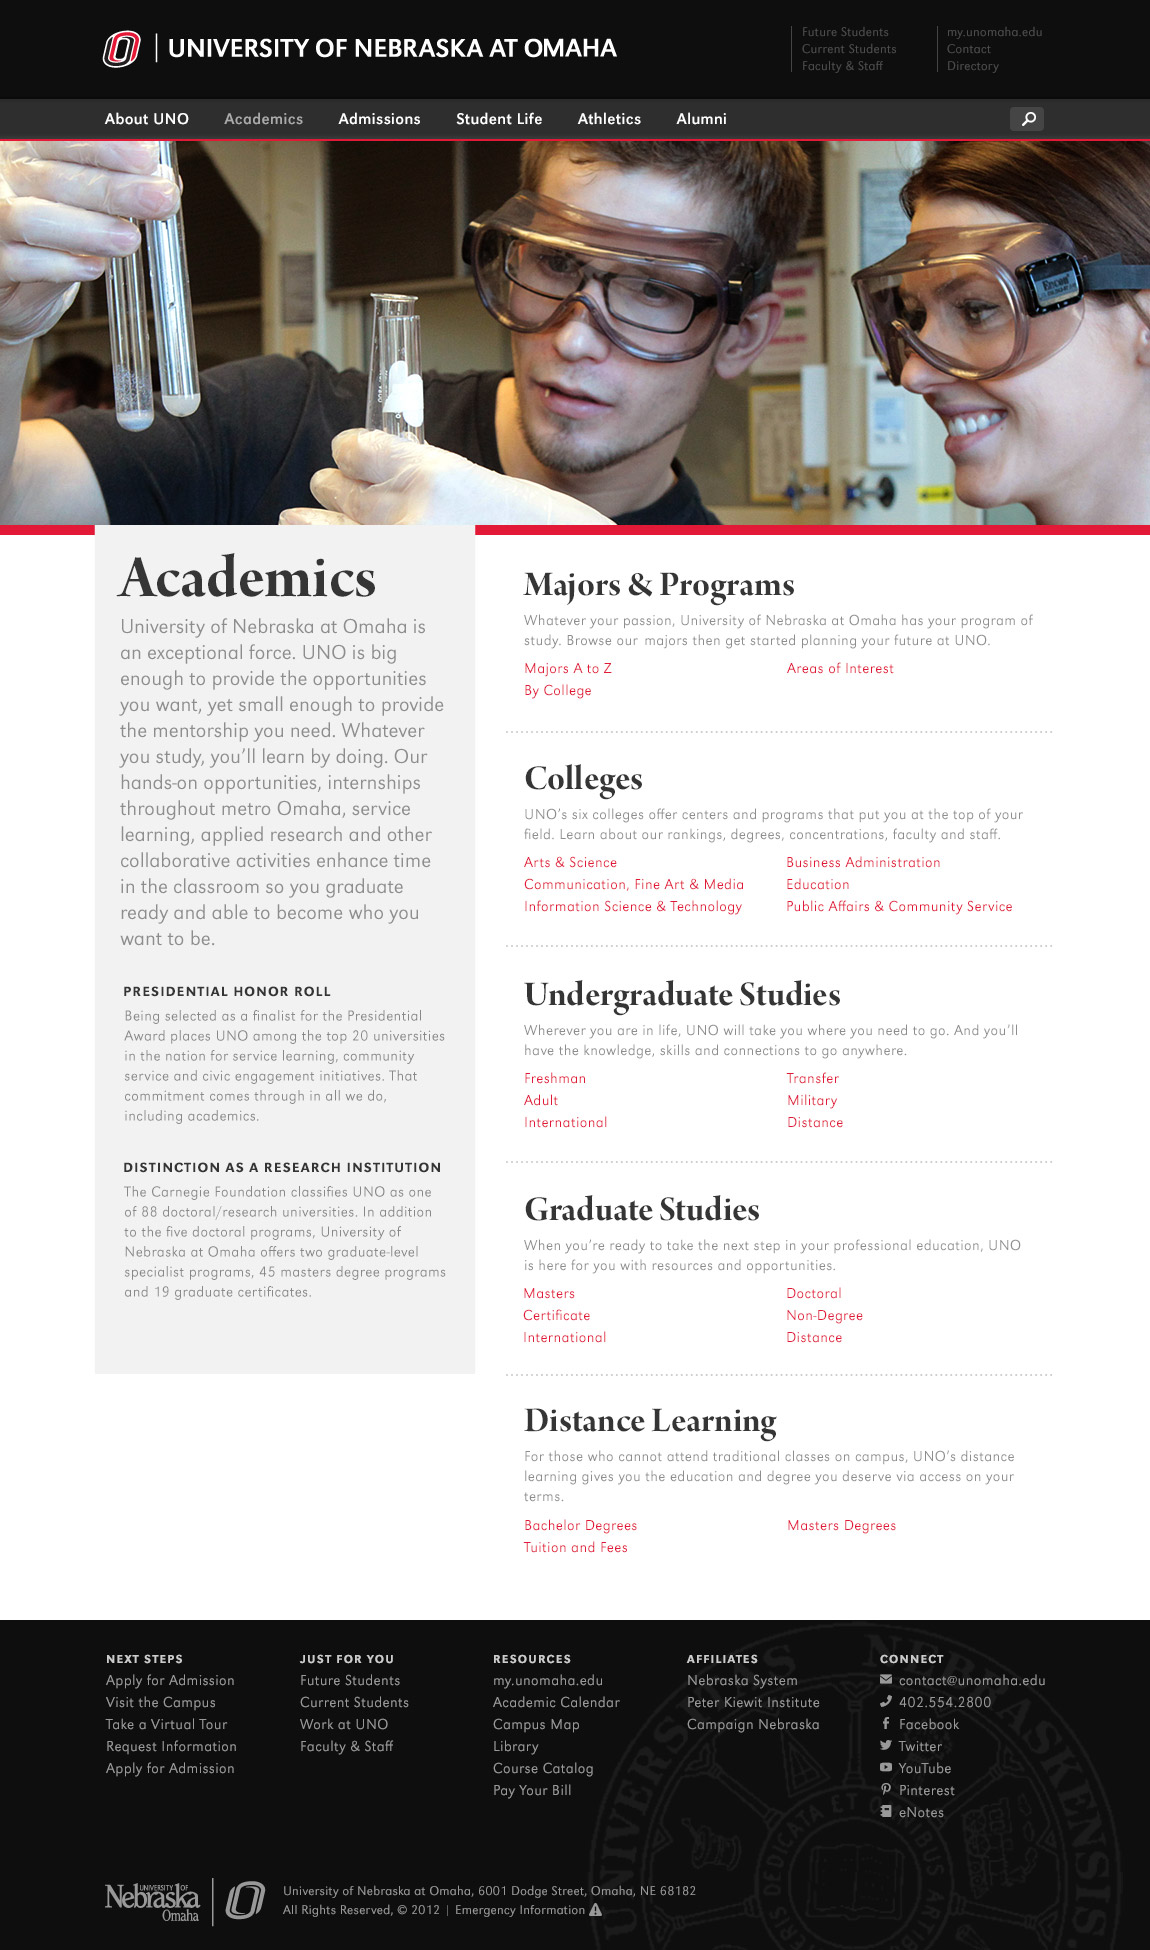 UNIVERSITY OF NEBRASKA AT OMAHA
Future Students
Current Students
Faculty & Staff
my.unomaha.edu
Contact
Directory
About UNO Academics Admissions Student Life Athletics Alumni
Academics
University of Nebraska at Omaha is
an exceptional force. UNO is big
enough to provide the opportunities
you want, yet small enough to provide
the mentorship you need. Whatever
you study, you’ll learn by doing. Our
hands-on opportunities, internships
throughout metro Omaha, service
learning, applied research and other
collaborative activities enhance time
in the classroom so you graduate
ready and able to become who you
want to be.
PRESIDENTIAL HONOR ROLL
Being selected as a finalist for the Presidential
Award places UNO among the top 20 universities
in the nation for service learning, community
service and civic engagement initiatives. That
commitment comes through in all we do,
including academics.
DISTINCTION AS A RESEARCH INSTITUTION
The Carnegie Foundation classifies UNO as one
of 88 doctoral/research universities. In addition
to the five doctoral programs, University of
Nebraska at Omaha offers two graduate-level
specialist programs, 45 masters degree programs
and 19 graduate certificates.
Majors & Programs
Whatever your passion, University of Nebraska at Omaha has your program of
study. Browse our majors then get started planning your future at UNO.
Majors A to Z Areas of Interest
By College
Colleges
UNO’s six colleges offer centers and programs that put you at the top of your
field. Learn about our rankings, degrees, concentrations, faculty and staff.
Arts & Science Business Administration
Communication, Fine Art & Media Education
Information Science & Technology Public Affairs & Community Service
Undergraduate Studies
Wherever you are in life, UNO will take you where you need to go. And you’ll
have the knowledge, skills and connections to go anywhere.
Freshman Transfer
Adult Military
International Distance
Graduate Studies
When you’re ready to take the next step in your professional education, UNO
is here for you with resources and opportunities.
Masters Doctoral
Certificate Non-Degree
International Distance
Distance Learning
For those who cannot attend traditional classes on campus, UNO’s distance
learning gives you the education and degree you deserve via access on your
terms.
Bachelor Degrees Masters Degrees
Tuition and Fees
NEXT STEPS
Apply for Admission
Visit the Campus
Take a Virtual Tour
Request Information
Apply for Admission
JUST FOR YOU
Future Students
Current Students
Work at UNO
Faculty & Staff
RESOURCES
my.unomaha.edu
Academic Calendar
Campus Map
Library
Course Catalog
Pay Your Bill
AFFILIATES
Nebraska System
Peter Kiewit Institute
Campaign Nebraska
CONNECT
contact@unomaha.edu
402.554.2800
Facebook
Twitter
YouTube
Pinterest
eNotes
UNIVERSITY OF
Nebraska
Omaha
University of Nebraska at Omaha, 6001 Dodge Street, Omaha, NE 68182
All Rights Reserved, © 2012 | Emergency Information